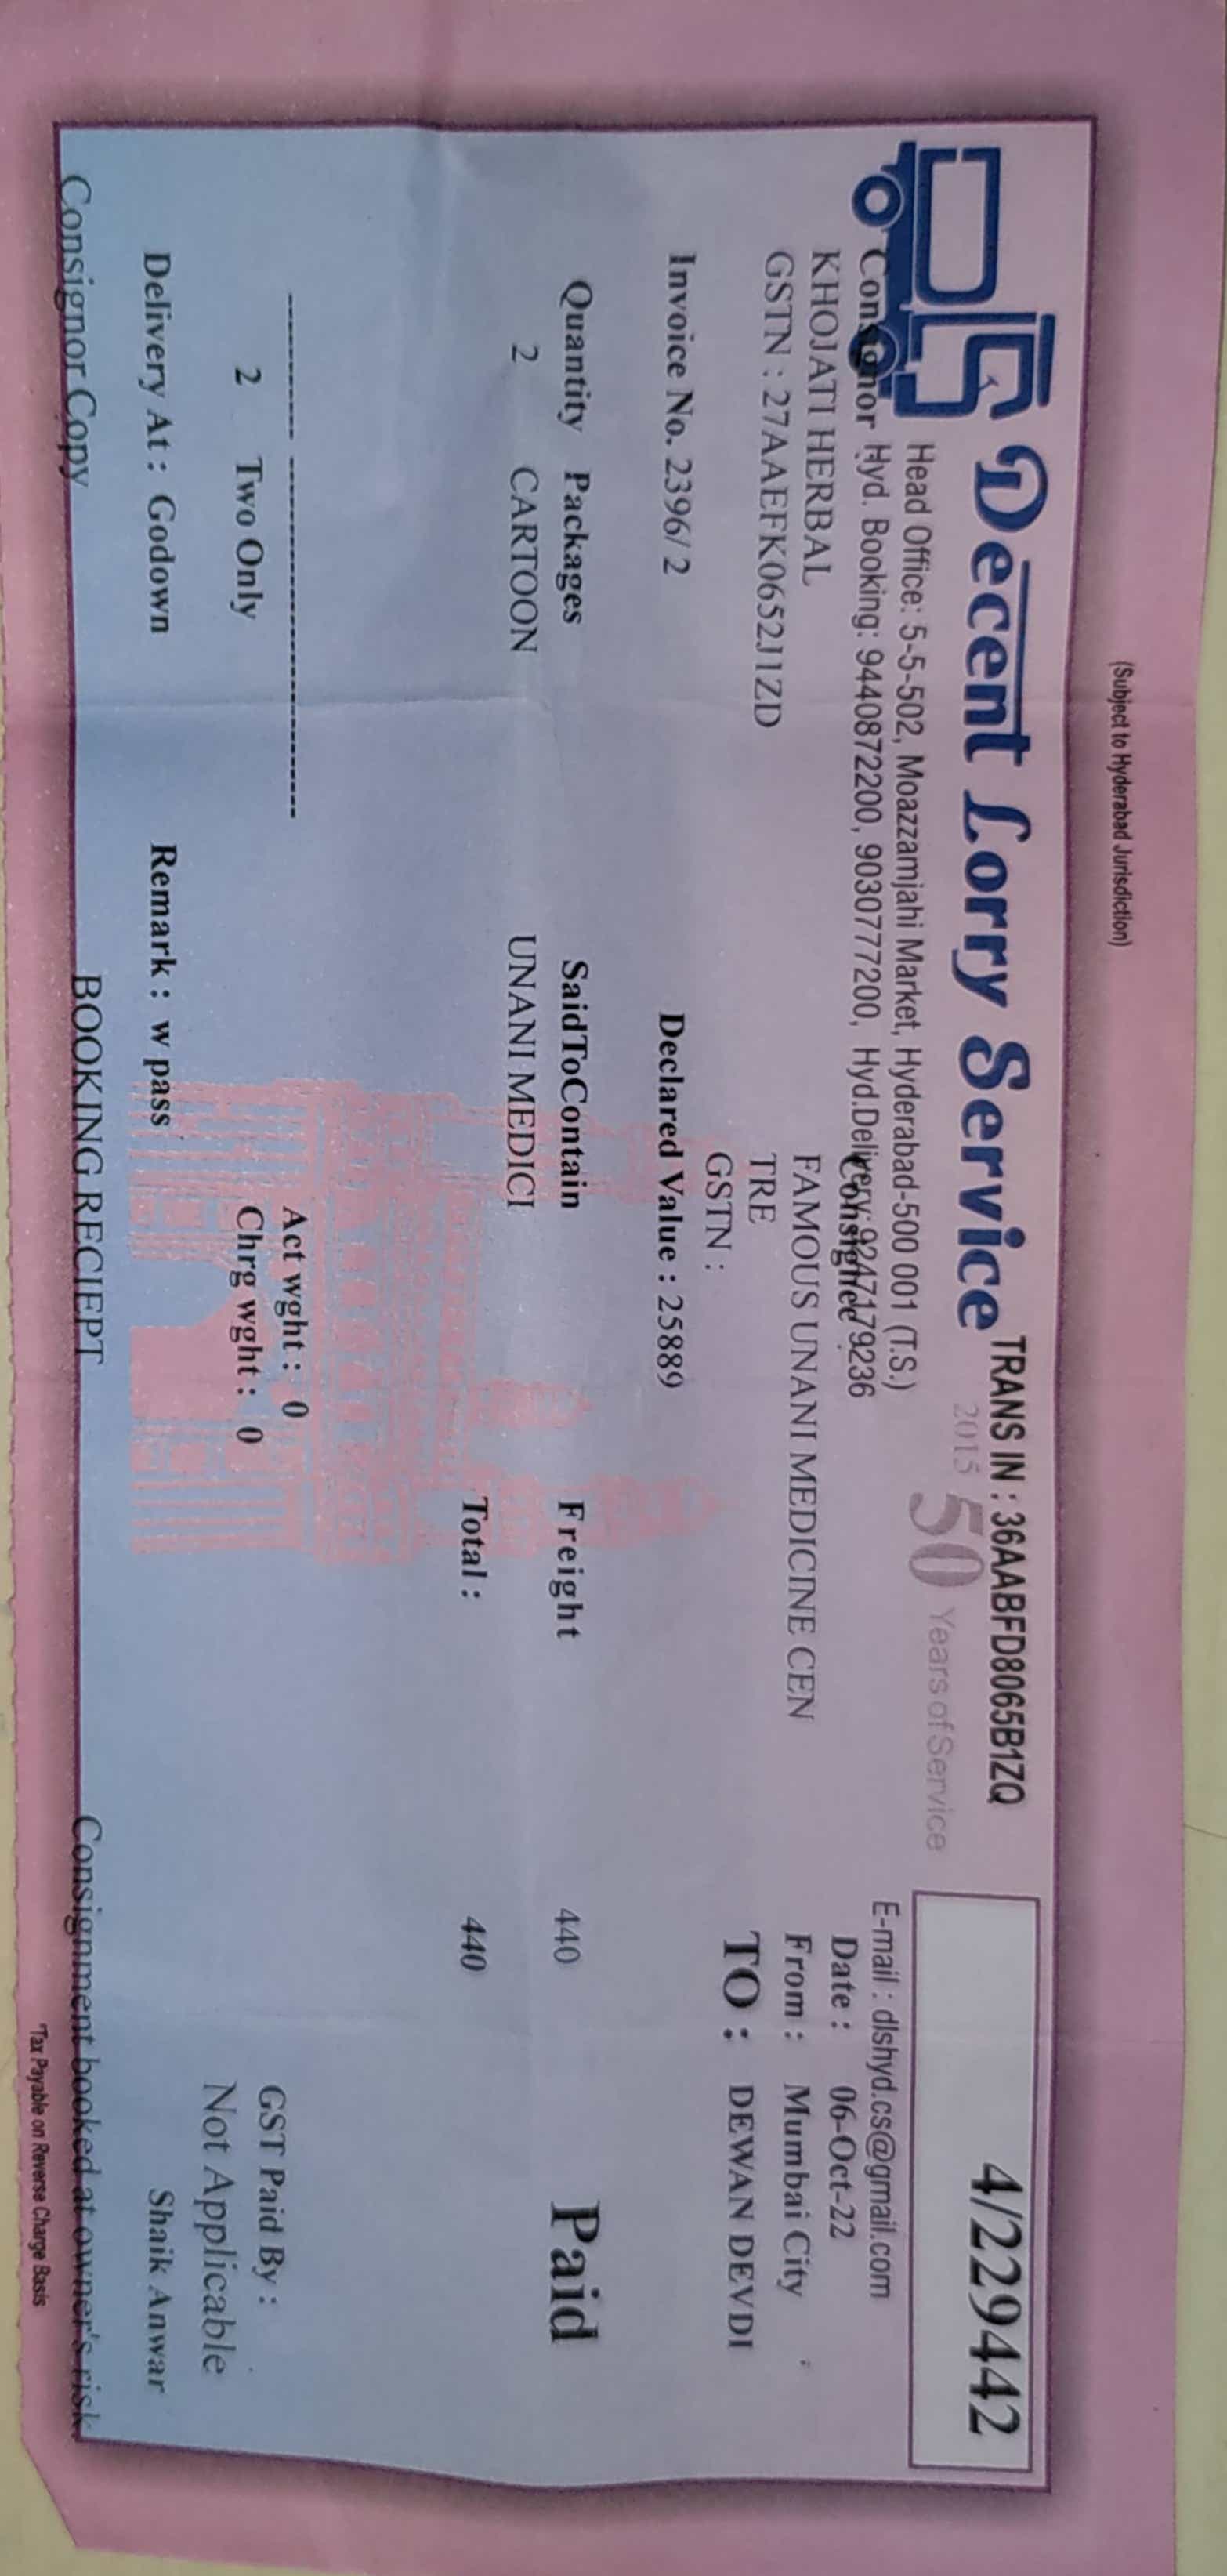 (Subject to Hyderabad Jurisdiction)
DLS Decent Lorry Service
TRANS IN : 36AABFD8065B1ZQ
4/229442
2015 50 Years of Service
Head Office: 5-5-502, Moazzamjahi Market, Hyderabad-500 001 (T.S.)
E-mail : dlshyd.cs@gmail.com
Hyd. Booking: 9440872200, 9030777200, Hyd.Delivery: 9247179236
Consignor
Consignee
Date : 06-Oct-22
KHOJATI HERBAL
FAMOUS UNANI MEDICINE CEN
From : Mumbai City
GSTN : 27AAEFK0652J1ZD
TRE
TO : DEWAN DEVDI
GSTN :
Invoice No. 2396/2
Declared Value : 25889
Quantity Packages SaidToContain Freight 440 Paid
2 CARTOON UNANI MEDICI
Total : 440
-------- ------------------------------
Act wght : 0
GST Paid By :
2 Two Only
Chrg wght : 0
Not Applicable
Delivery At : Godown
Remark : w pass
Shaik Anwar
Consignor Copy
BOOKING RECIEPT
Consignment booked at owner's risk.
*Tax Payable on Reverse Charge Basis